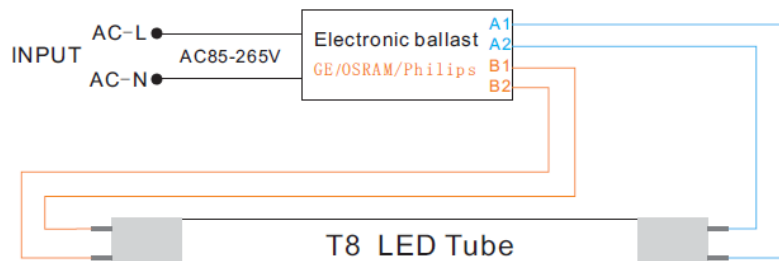 A1
AC-L
Electronic ballast
A2
INPUT
AC85-265V
GE/OSRAM/Philips
B1
AC-N
B2
T8 LED Tube